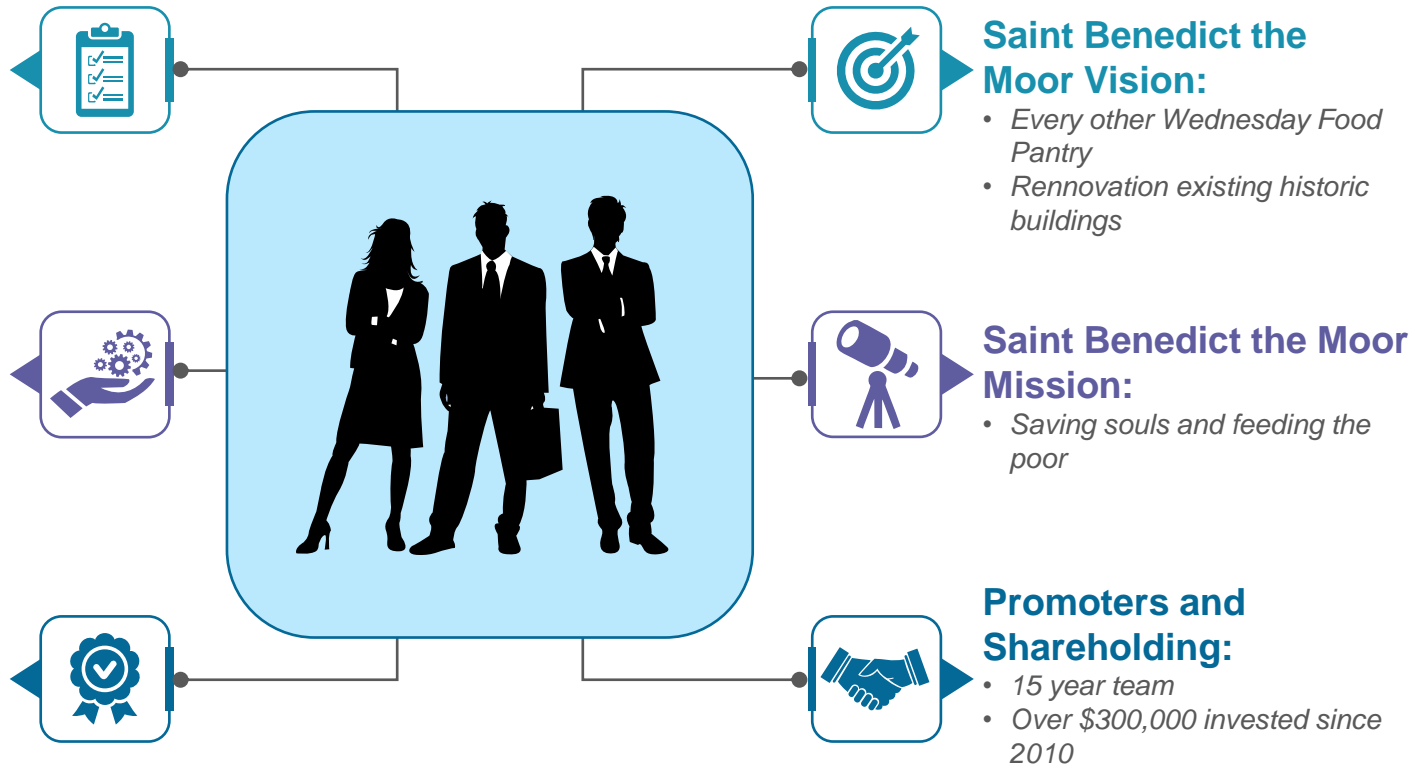 Saint Benedict the
Moor Vision:
• Every other Wednesday Food
Pantry
• Rennovation existing historic
buildings
Saint Benedict the Moor
Mission:
• Saving souls and feeding the
poor
Promoters and
Shareholding:
• 15 year team
• Over $300,000 invested since
2010